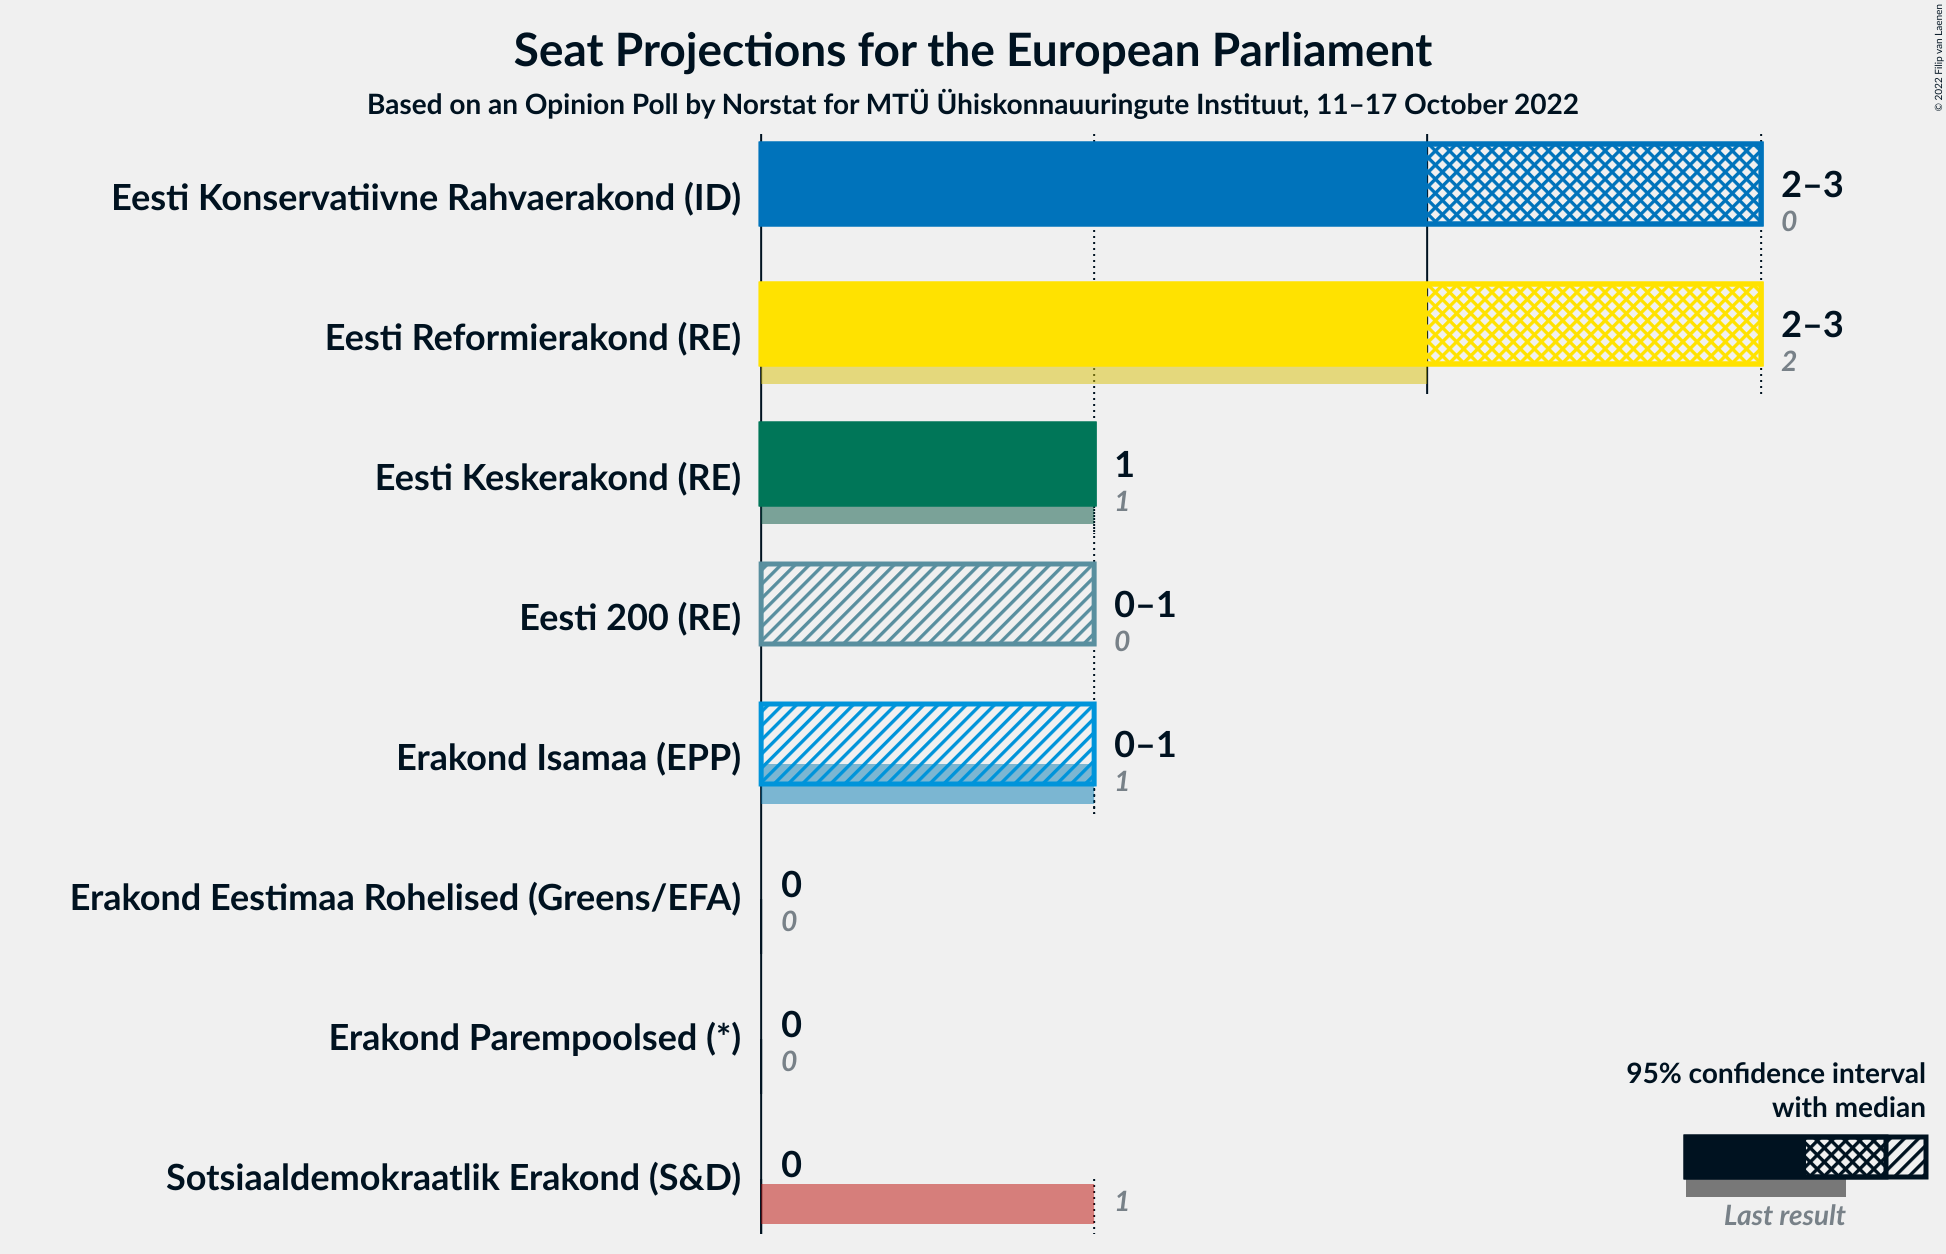 Seat Projections for the European Parliament
Based on an Opinion Poll by Norstat for MTÜ Ühiskonnauuringute Instituut, 11–17 October 2022
© 2022 Filip van Laenen
Eesti Konservatiivne Rahvaerakond (ID)
2–3
0
Eesti Reformierakond (RE)
2–3
2
Eesti Keskerakond (RE)
1
1
Eesti 200 (RE)
0–1
0
Erakond Isamaa (EPP)
0–1
1
Erakond Eestimaa Rohelised (Greens/EFA)
0
0
Erakond Parempoolsed (*)
0
0
Sotsiaaldemokraatlik Erakond (S&D)
0
1
95% confidence interval
with median
Last result